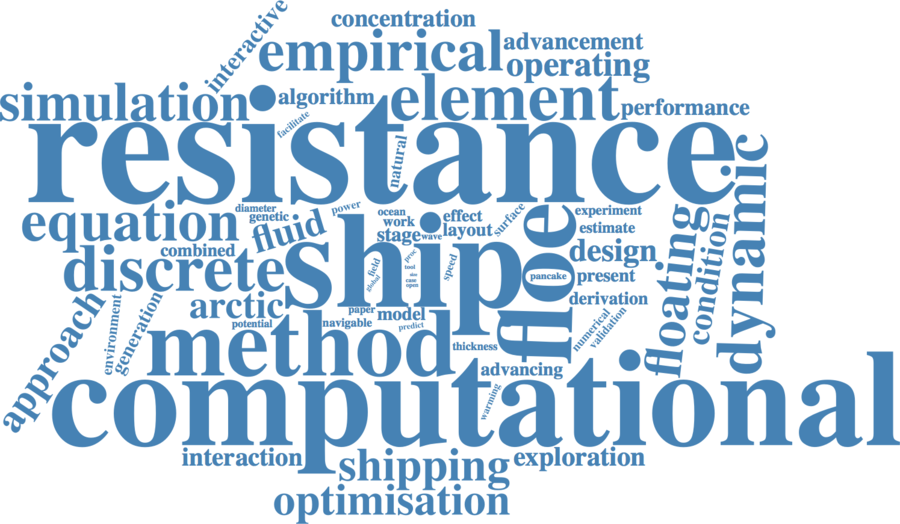 interactive
concentration
empirical
advancement
operating
simulation
algorithm
element
performance
facilitate
resistance
natural
dynamic
equation
diameter
genetic
power
fluid
ocean
work
stage
wave
effect
layout
surface
floe
experiment
estimate
floating
condition
combined
discrete
ship
field
global
proc
tool
case
open
speed
pancake
design
present
arctic
derivation
approach
environment
generation
potential
paper
navigable
model
predict
method
thickness
numerical
validation
advancing
warming
computational
interaction
shipping
exploration
optimisation